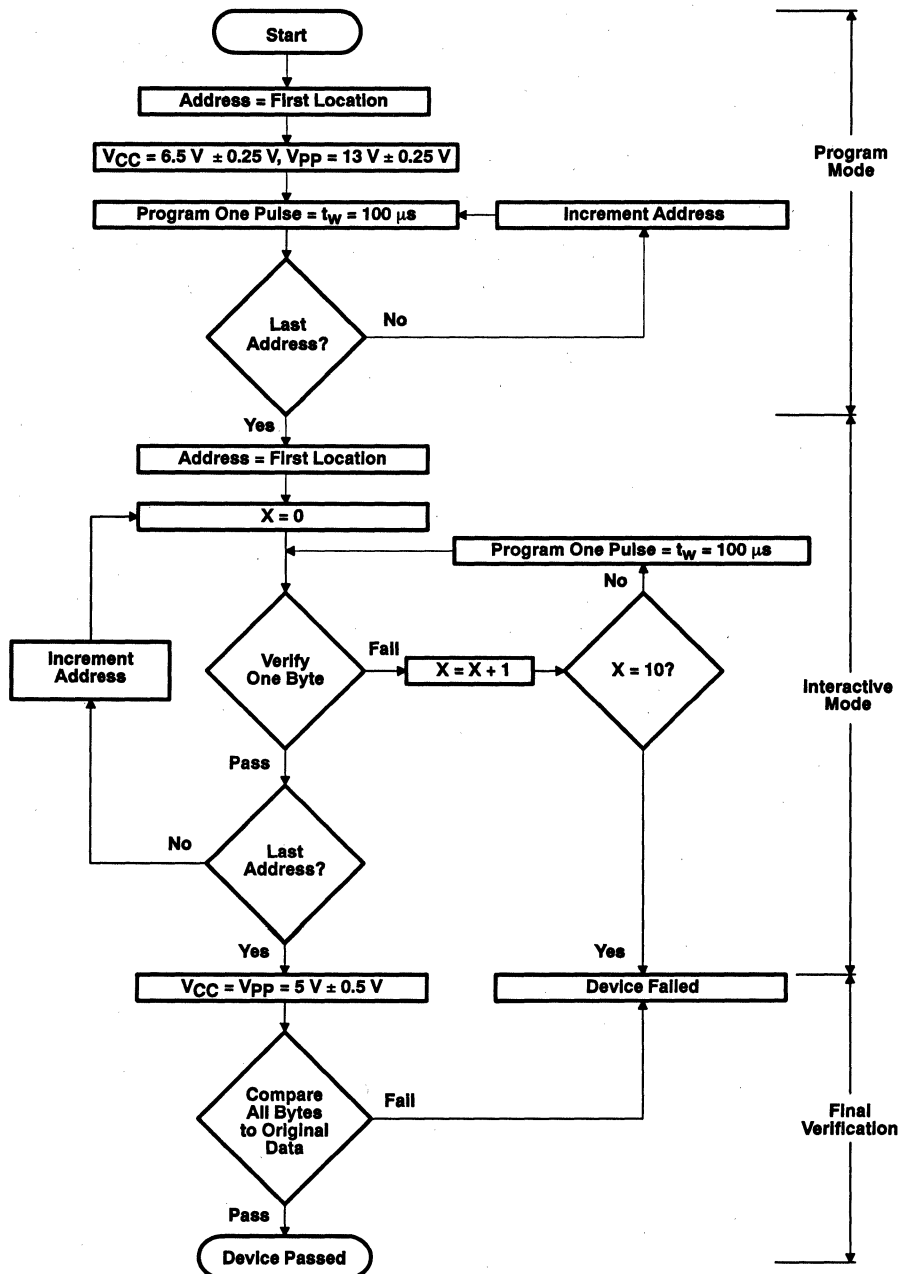 Start
Address = First Location
VCC = 6.5 V ± 0.25 V, VPP = 13 V ± 0.25 V
Program
Mode
Program One Pulse = tw = 100 µs
Increment Address
Last
Address?
No
Yes
Address = First Location
X = 0
Program One Pulse = tw = 100 µs
No
Increment
Address
Verify
One Byte
Fail
X = X + 1
X = 10?
Interactive
Mode
Pass
No
Last
Address?
Yes
Yes
VCC = VPP = 5 V ± 0.5 V
Device Failed
Compare
All Bytes
to Original
Data
Fail
Final
Verification
Pass
Device Passed